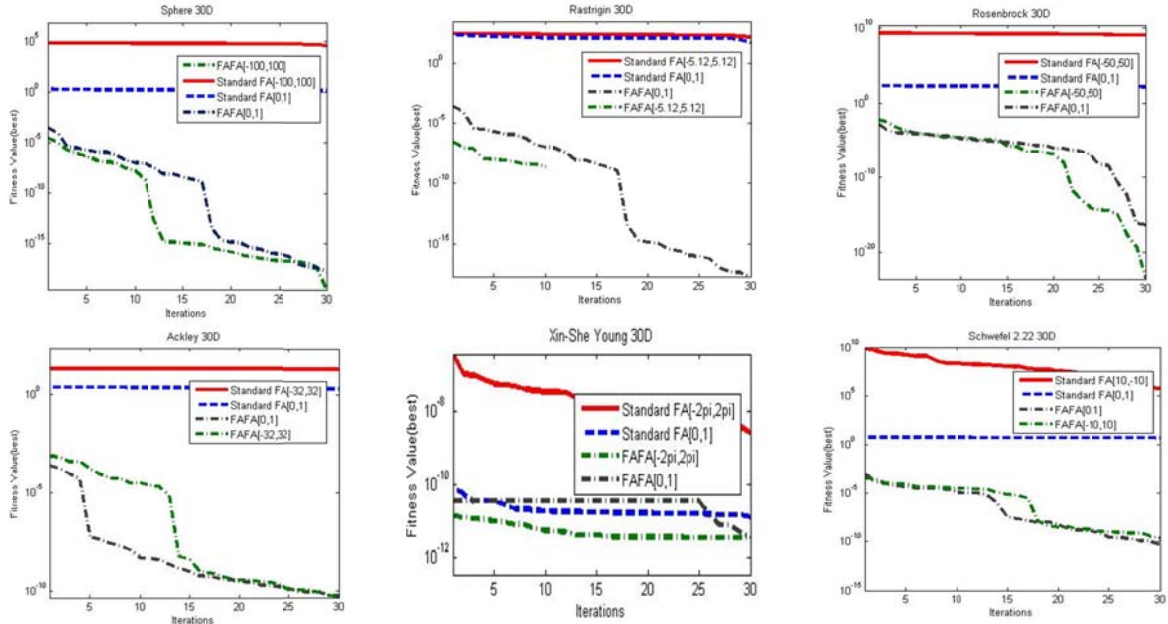 Sphere 30D
10^5
10^0
10^-5
10^-10
10^-15
Fitness Value(best)
FAFA[-100,100]
Standard FA[-100,100]
Standard FA[0,1]
FAFA[0,1]
5 10 15 20 25 30
Iterations
Rastrigin 30D
10^0
10^-5
10^-10
10^-15
Fitness Value(best)
Standard FA[-5.12,5.12]
Standard FA[0,1]
FAFA[0,1]
FAFA[-5.12,5.12]
5 10 15 20 25 30
Iterations
Rosenbrock 30D
10^10
10^0
10^-10
10^-20
Fitness Value(best)
Standard FA[-50,50]
Standard FA[0,1]
FAFA[-50,50]
FAFA[0,1]
5 10 15 20 25 30
Iterations
Ackley 30D
10^0
10^-5
10^-10
Fitness Value(best)
Standard FA[-32,32]
Standard FA[0,1]
FAFA[0,1]
FAFA[-32,32]
5 10 15 20 25 30
Iterations
Xin-She Young 30D
10^-8
10^-10
10^-12
Fitness Value(best)
Standard FA[-2pi,2pi]
Standard FA[0,1]
FAFA[-2pi,2pi]
FAFA[0,1]
5 10 15 20 25 30
Iterations
Schwefel 2.22 30D
10^10
10^5
10^0
10^-5
10^-10
10^-15
Fitness Value(best)
Standard FA[10,-10]
Standard FA[0,1]
FAFA[0,1]
FAFA[-10,10]
5 10 15 20 25 30
Iterations